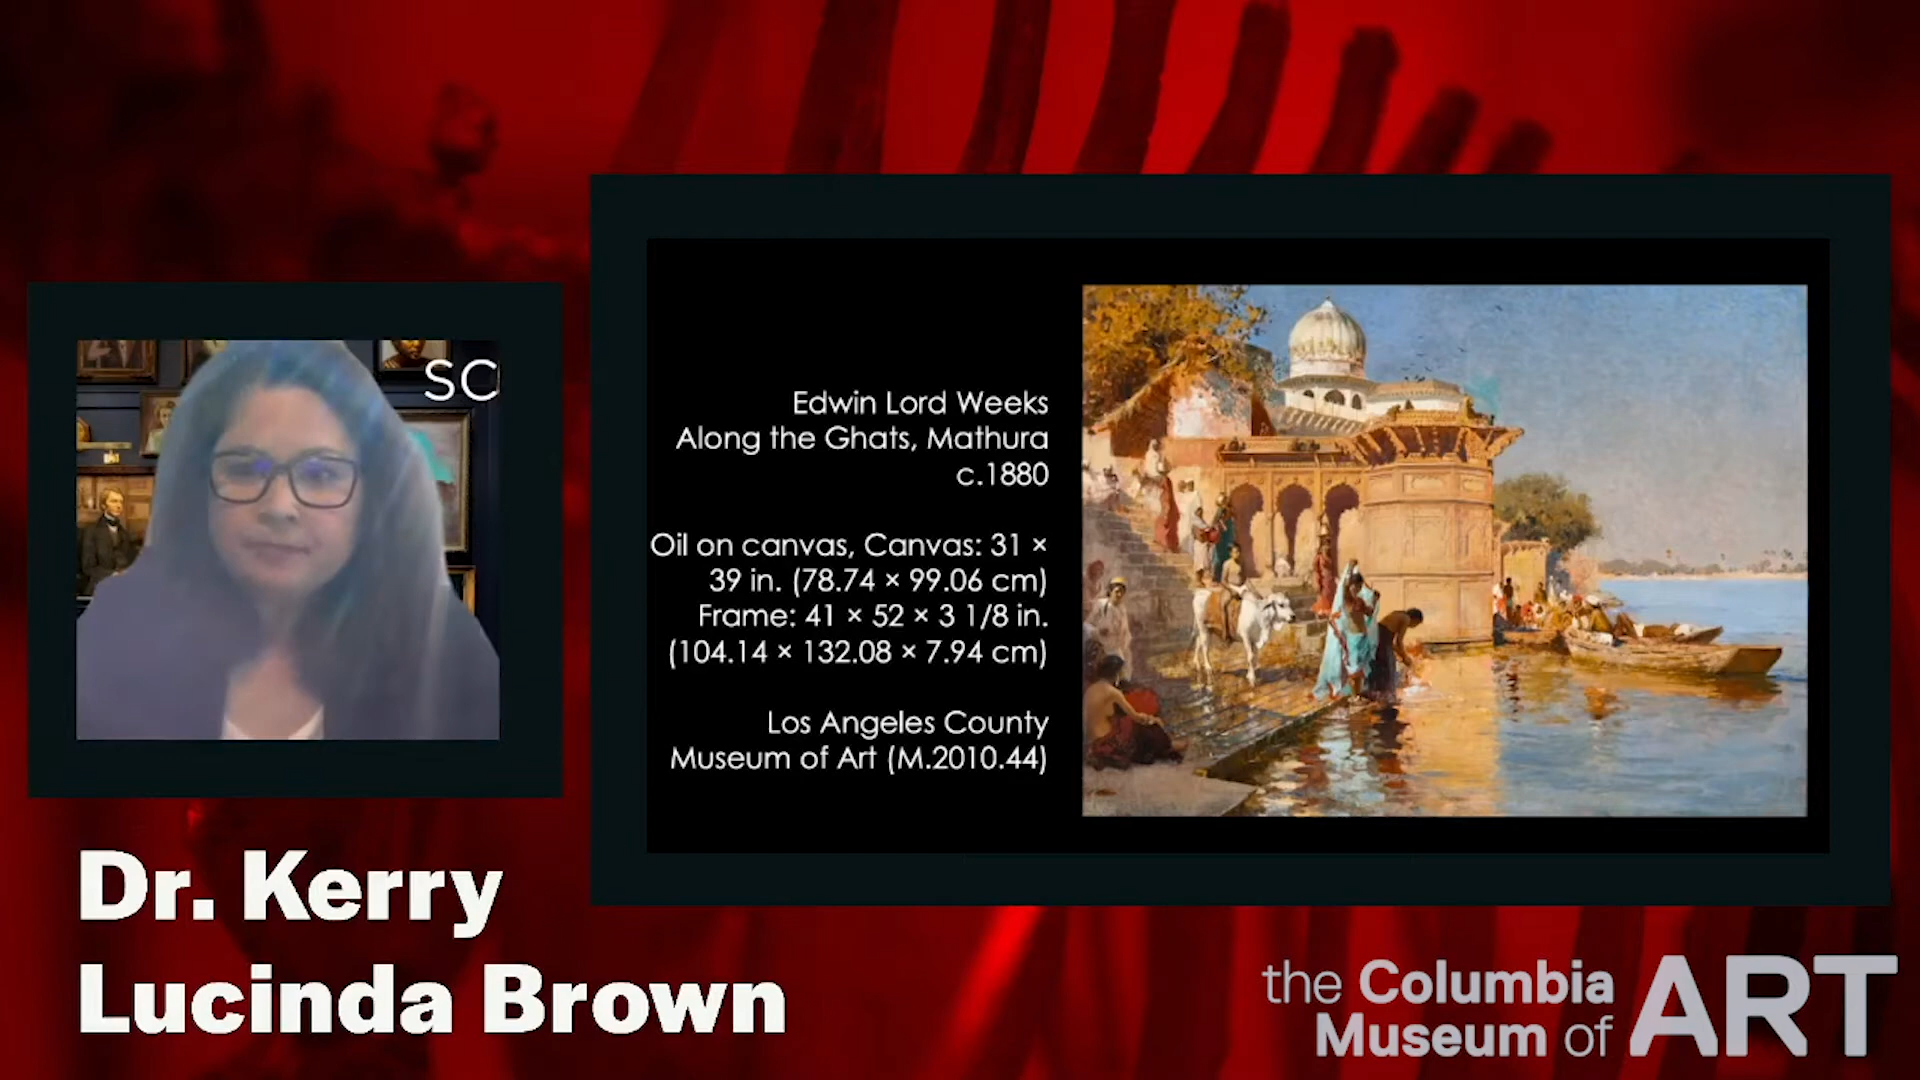 SC
Edwin Lord Weeks
Along the Ghats, Mathura
c.1880
Oil on canvas, Canvas: 31 ×
39 in. (78.74 × 99.06 cm)
Frame: 41 × 52 × 3 1/8 in.
(104.14 × 132.08 × 7.94 cm)
Los Angeles County
Museum of Art (M.2010.44)
Dr. Kerry
Lucinda Brown
the Columbia
Museum of ART